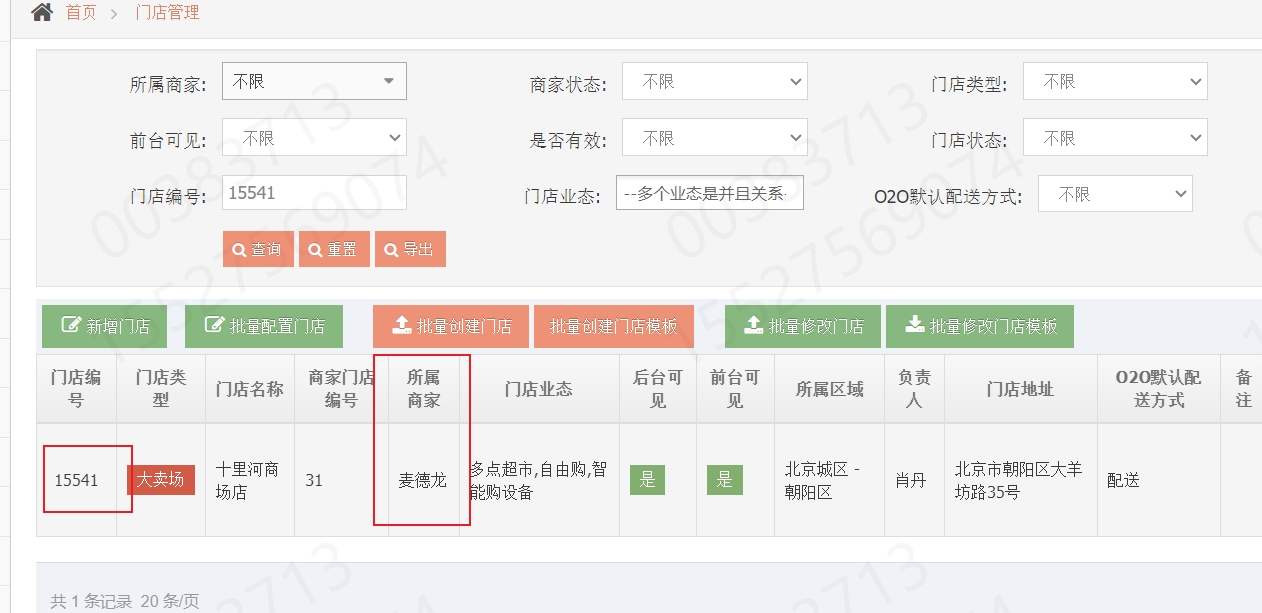 首页 > 门店管理
所属商家: 不限 商家状态: 不限 门店类型: 不限
前台可见: 不限 是否有效: 不限 门店状态: 不限
门店编号: 15541 门店业态: --多个业态是并且关系- O2O默认配送方式: 不限
查询 重置 导出
新增门店 批量配置门店 批量创建门店 批量创建门店模板 批量修改门店 批量修改门店模板
门店编号 门店类型 门店名称 商家门店编号 所属商家 门店业态 后台可见 前台可见 所属区域 负责人 门店地址 O2O默认配送方式 备注
15541 大卖场 十里河商场店 31 麦德龙 多点超市,自由购,智能购设备 是 是 北京城区 - 朝阳区 肖丹 北京市朝阳区大羊坊路35号 配送
共 1 条记录 20 条/页
00383713
15527569074
00383713
15527569074
3713
3713